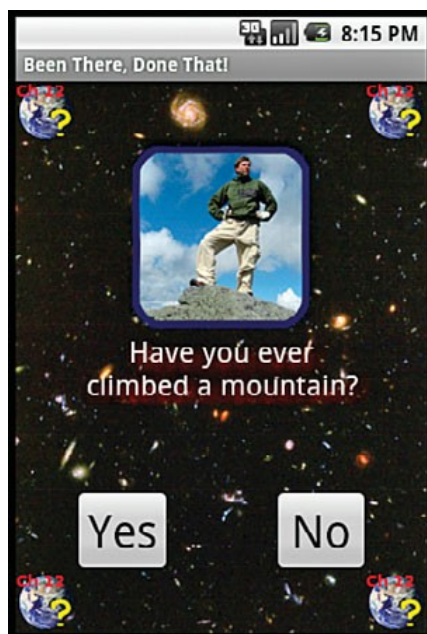 3G 8:15 PM
Been There, Done That!
Ch 12 Ch 12
? ?
Have you ever
climbed a mountain?
Yes No
Ch 12 Ch 12
? ?